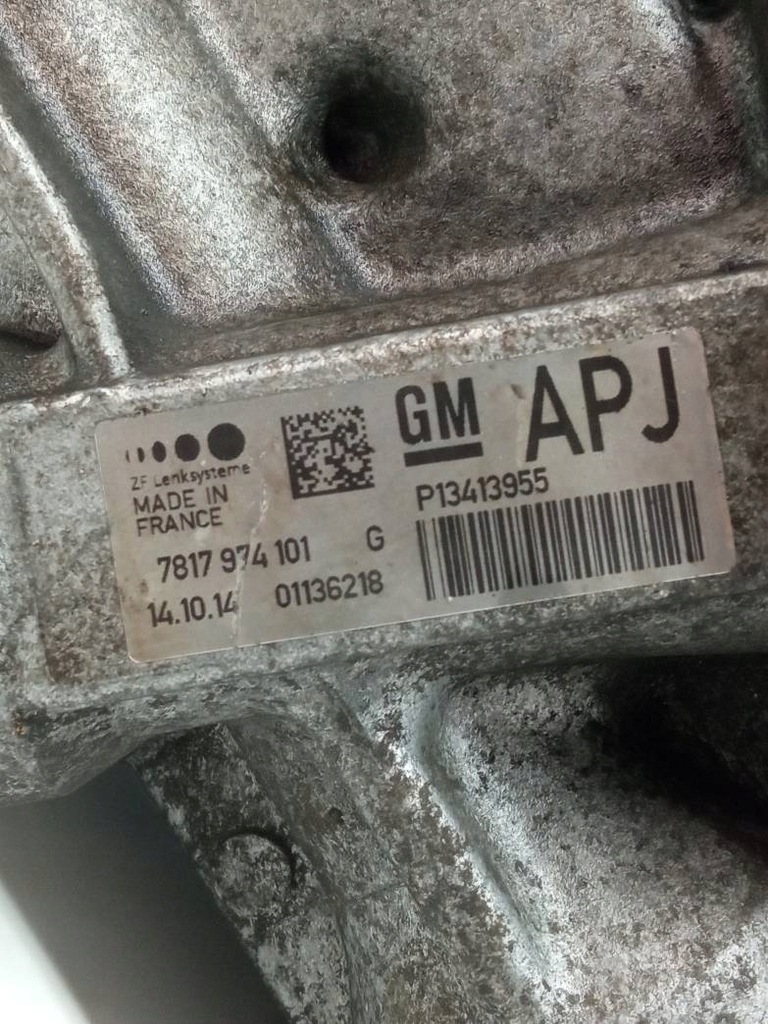 ZF Lenksysteme
MADE IN
FRANCE
7817 974 101 G
14.10.14 01136218
GM APJ
P13413955